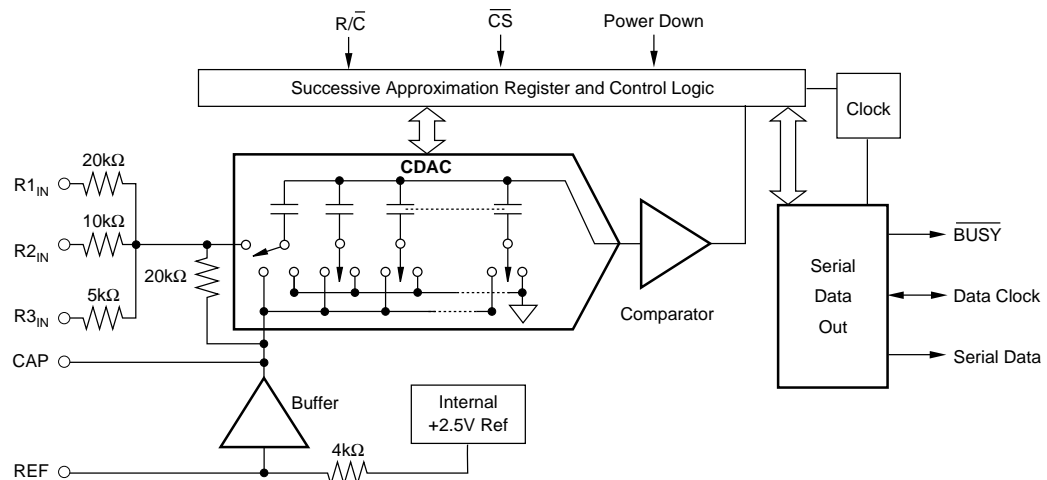 R/C̅
C̅S̅
Power Down
Successive Approximation Register and Control Logic
Clock
CDAC
20kΩ
R1IN
10kΩ
R2IN
20kΩ
5kΩ
R3IN
Comparator
Serial
Data
Out
B̅U̅S̅Y̅
Data Clock
Serial Data
CAP
Buffer
Internal
+2.5V Ref
4kΩ
REF